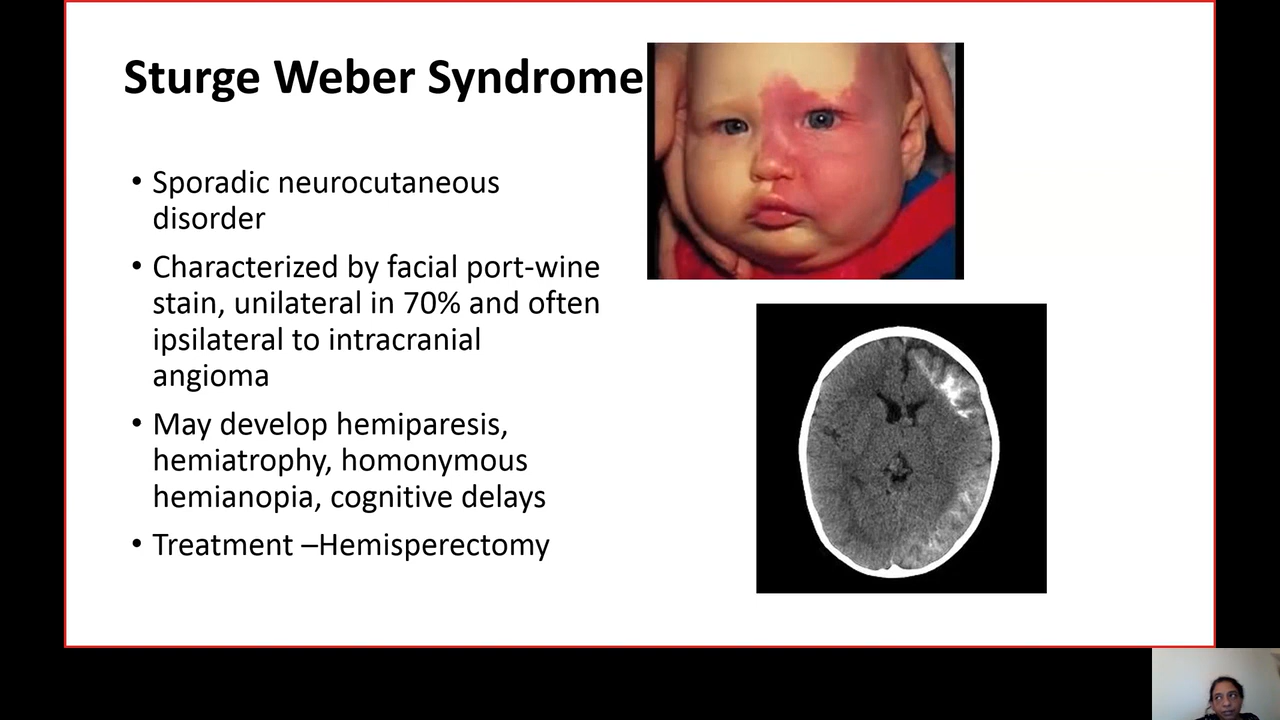 Sturge Weber Syndrome
• Sporadic neurocutaneous
disorder
• Characterized by facial port-wine
stain, unilateral in 70% and often
ipsilateral to intracranial
angioma
• May develop hemiparesis,
hemiatrophy, homonymous
hemianopia, cognitive delays
• Treatment –Hemisperectomy